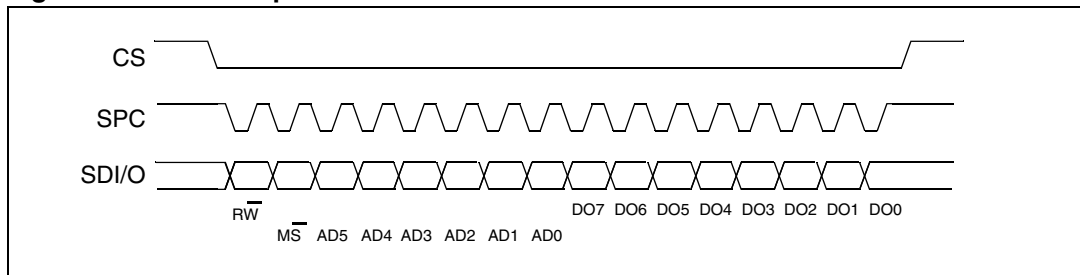 CS
SPC
SDI/O
RW
DO7 DO6 DO5 DO4 DO3 DO2 DO1 DO0
MS AD5 AD4 AD3 AD2 AD1 AD0